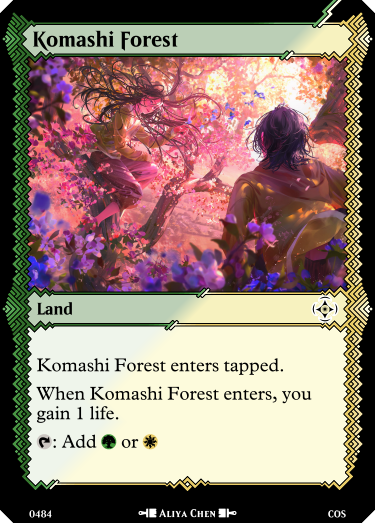 Komashi Forest
Land
Komashi Forest enters tapped.
When Komashi Forest enters, you
gain 1 life.
: Add or
0484 Aliya Chen COS